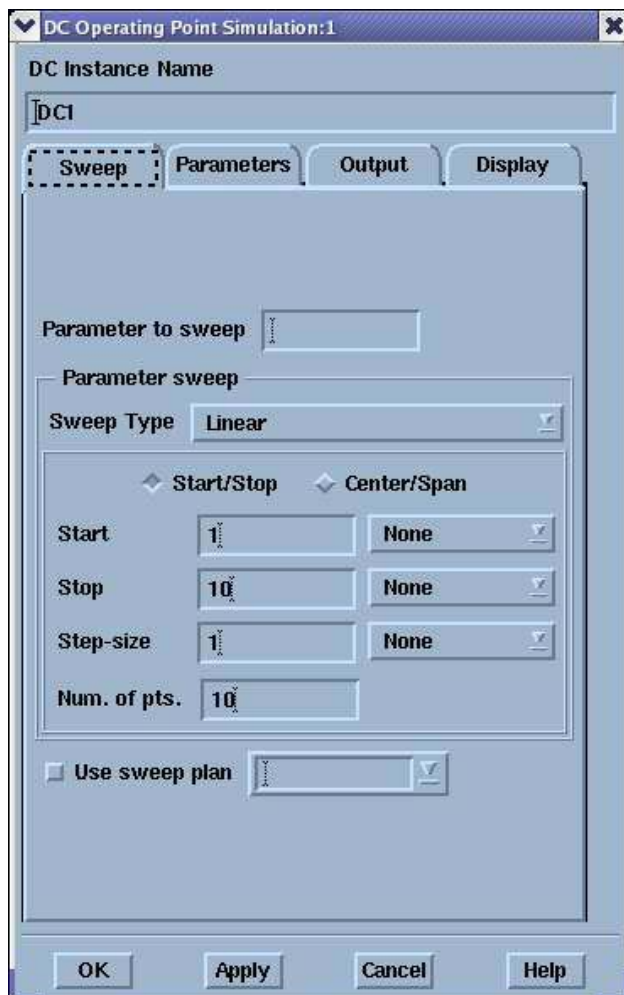 DC Operating Point Simulation:1
DC Instance Name
DC1
Sweep Parameters Output Display
Parameter to sweep
Parameter sweep
Sweep Type Linear
Start/Stop Center/Span
Start 1 None
Stop 10 None
Step-size 1 None
Num. of pts. 10
Use sweep plan
OK Apply Cancel Help